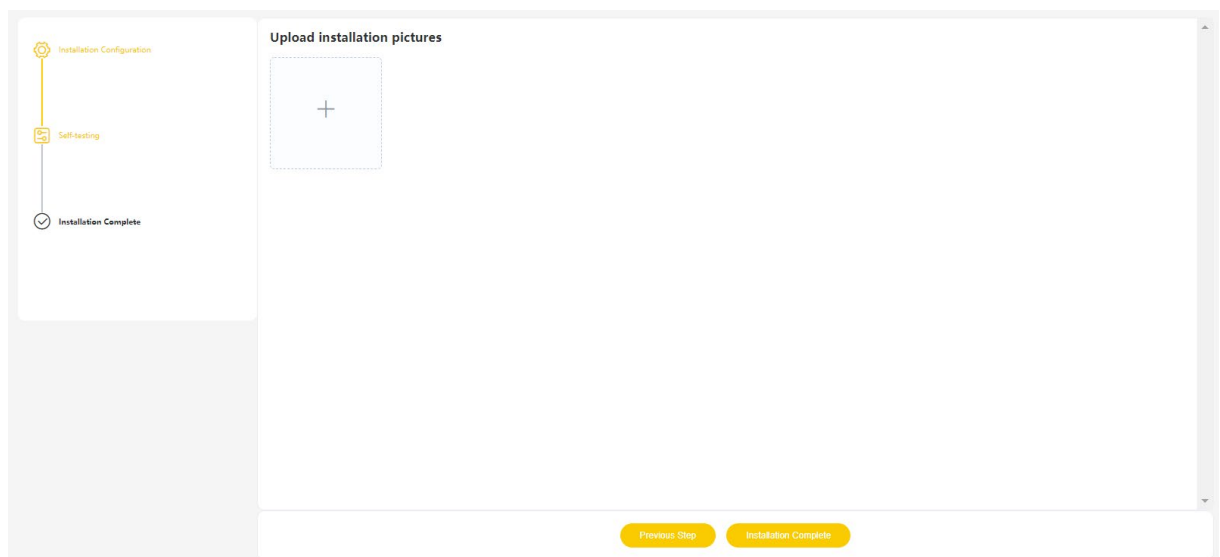 Installation Configuration
Self-testing
Installation Complete
Upload installation pictures
Previous Step
Installation Complete